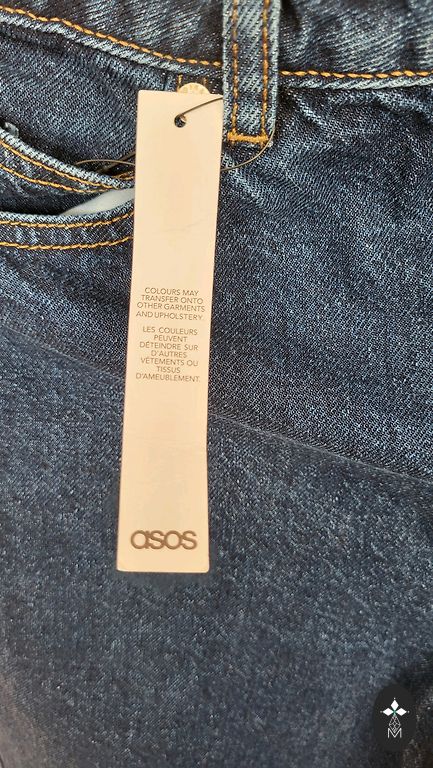 COLOURS MAY
TRANSFER ONTO
OTHER GARMENTS
AND UPHOLSTERY.
LES COULEURS
PEUVENT
DÉTEINDRE SUR
D'AUTRES
VÊTEMENTS OU
TISSUS
D'AMEUBLEMENT.
asos
M